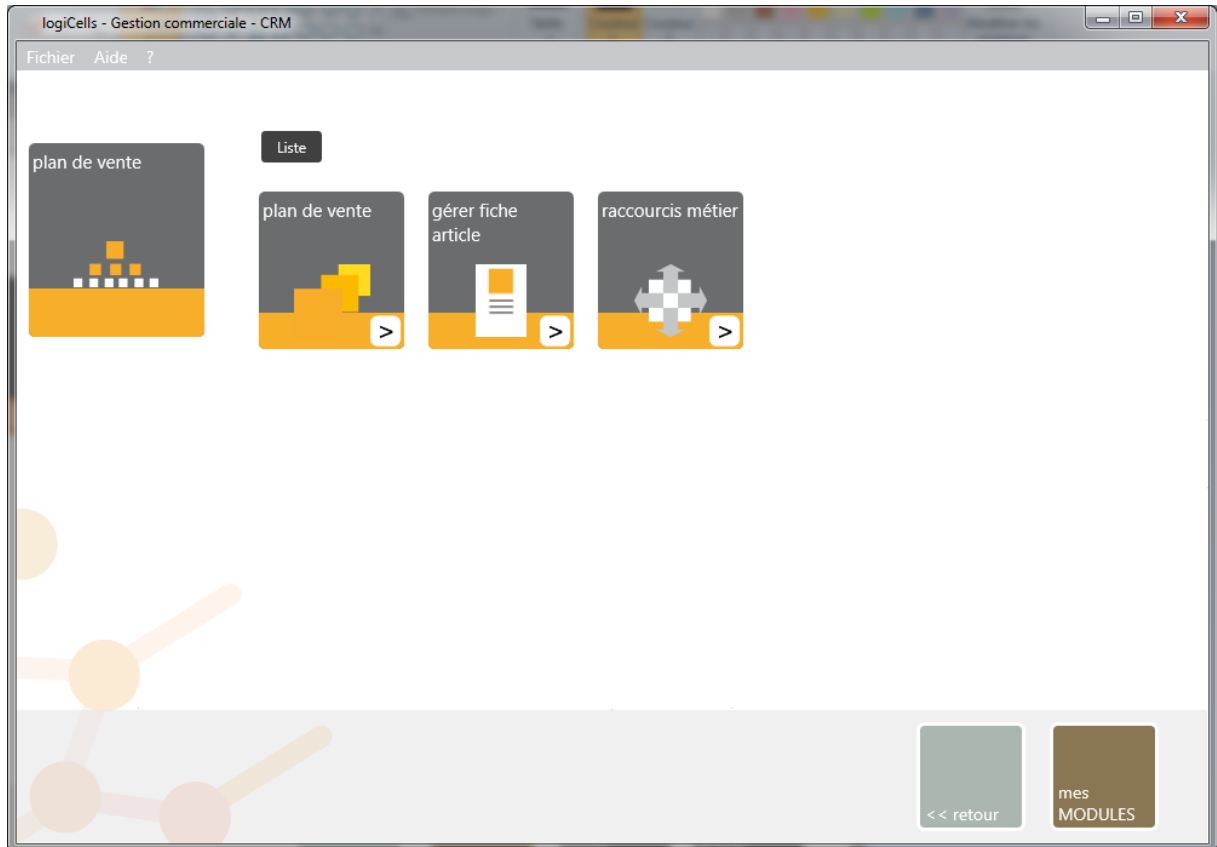 logiCells - Gestion commerciale - CRM
Fichier Aide ?
plan de vente
Liste
plan de vente
>
gérer fiche
article
>
raccourcis métier
>
<< retour
mes
MODULES